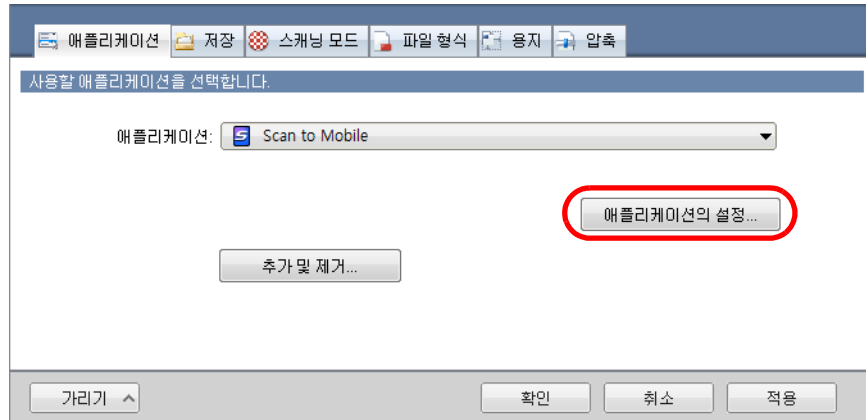 애플리케이션 저장 스캐닝 모드 파일 형식 용지 압축
사용할 애플리케이션을 선택합니다.
애플리케이션: Scan to Mobile
애플리케이션의 설정...
추가 및 제거...
가리기 확인 취소 적용